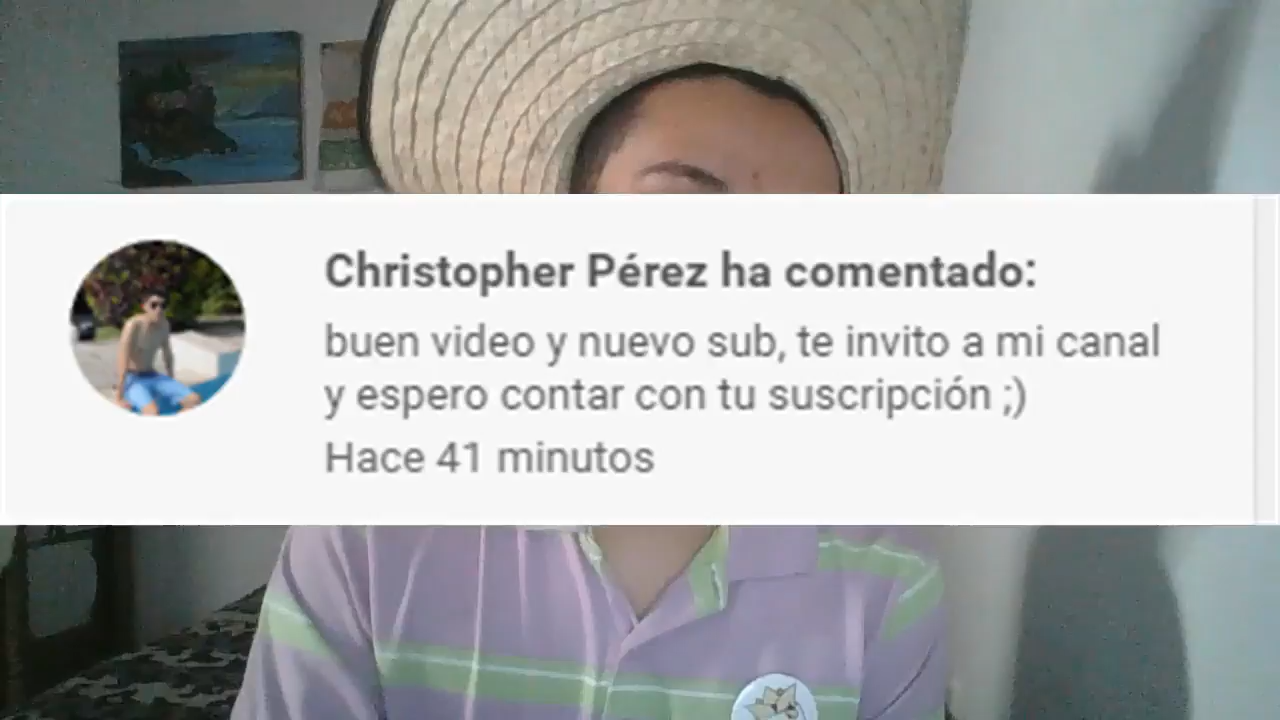 Christopher Pérez ha comentado:
buen video y nuevo sub, te invito a mi canal
y espero contar con tu suscripción ;)
Hace 41 minutos